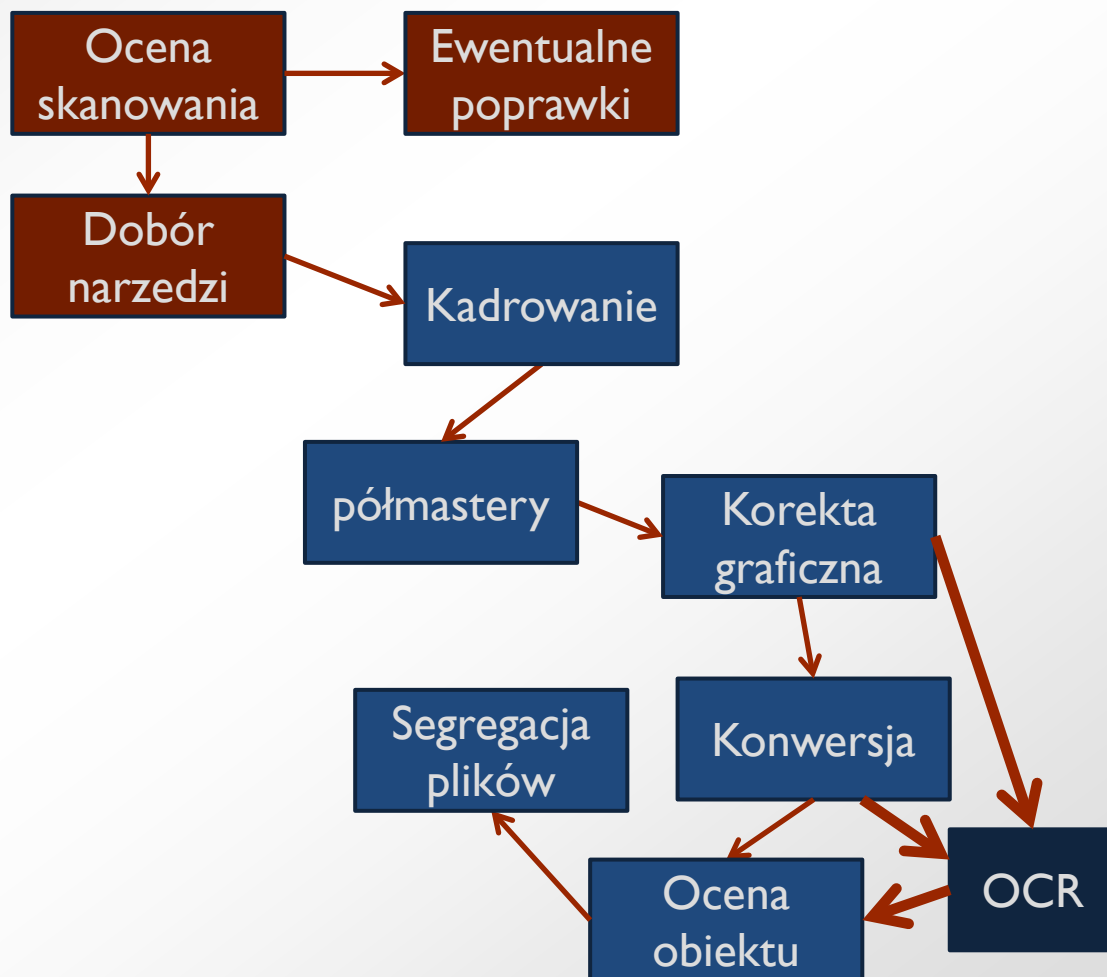 Ocena
skanowania
Ewentualne
poprawki
Dobór
narzedzi
Kadrowanie
półmastery
Korekta
graficzna
Konwersja
Segregacja
plików
OCR
Ocena
obiektu